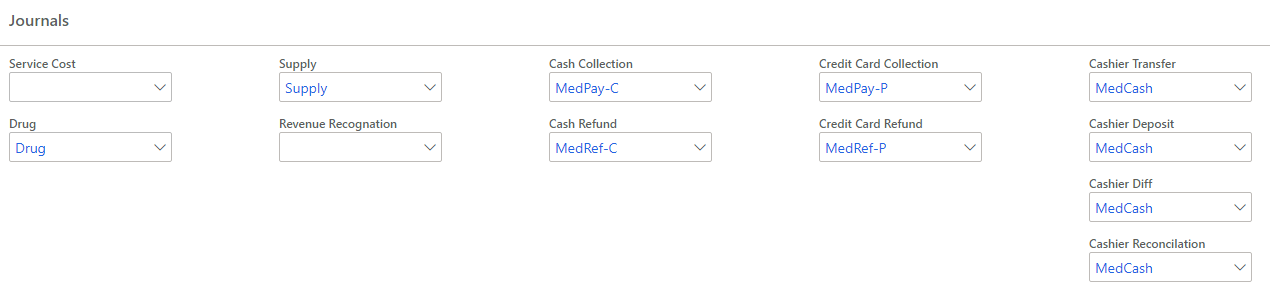 Journals
Service Cost
Supply
Supply
Cash Collection
MedPay-C
Credit Card Collection
MedPay-P
Cashier Transfer
MedCash
Drug
Drug
Revenue Recognation
Cash Refund
MedRef-C
Credit Card Refund
MedRef-P
Cashier Deposit
MedCash
Cashier Diff
MedCash
Cashier Reconcilation
MedCash